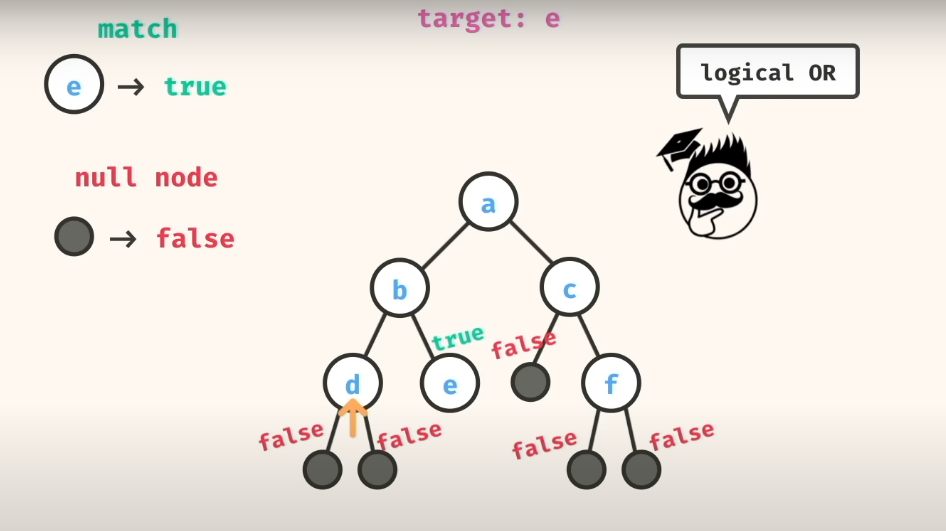 target: e
match
e → true
logical OR
null node
→ false
a
b
c
true
false
d
e
f
false
false
false
false